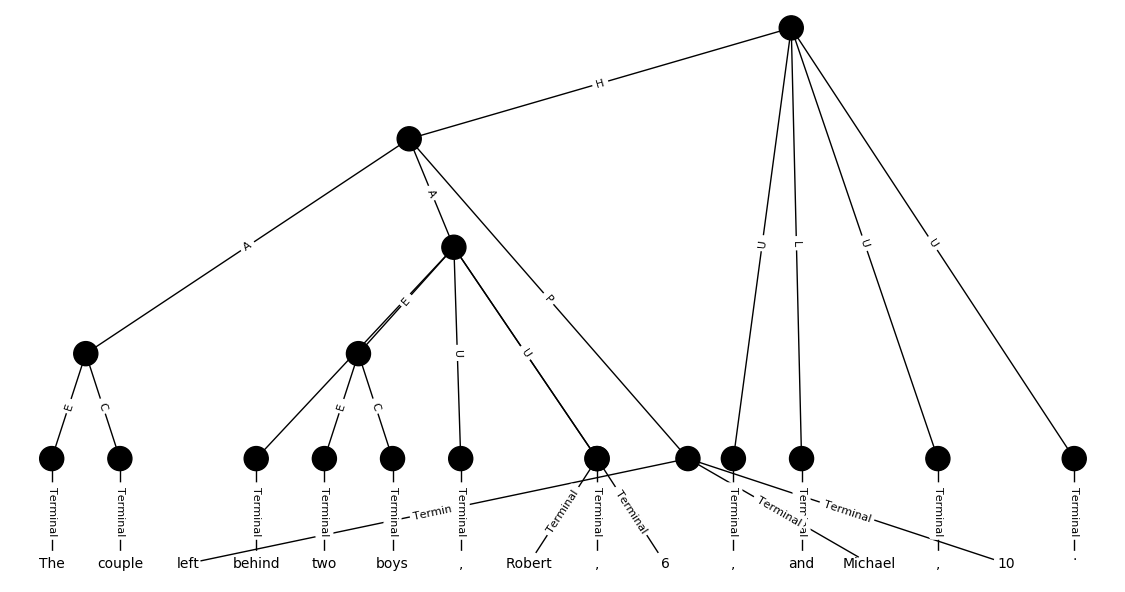 H
A
A
P
U
L
U
U
E
U
U
E
C
E
C
Terminal Terminal Termin Terminal Terminal Terminal Terminal Terminal Terminal Terminal Terminal Terminal Terminal Terminal Terminal
The couple left behind two boys , Robert , 6 , and Michael , 10 .